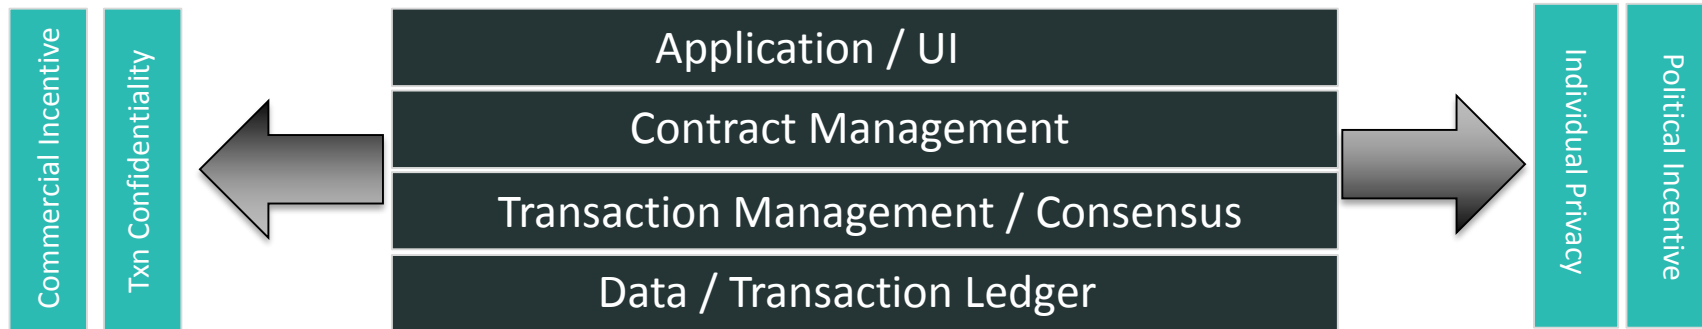 Commercial Incentive
Txn Confidentiality
Application / UI
Contract Management
Transaction Management / Consensus
Data / Transaction Ledger
Individual Privacy
Political Incentive